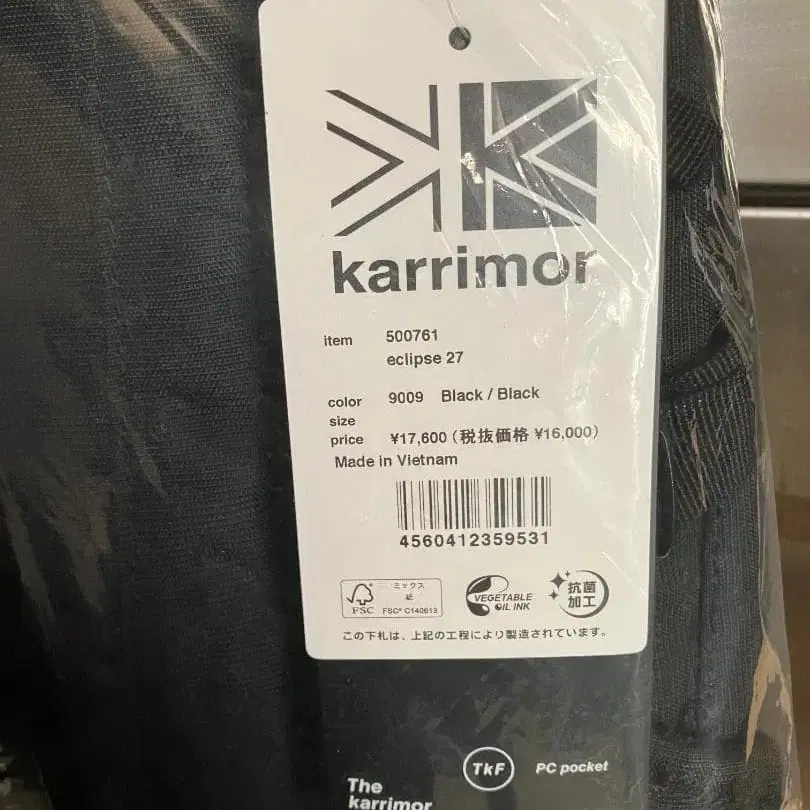 karrimor
item 500761
eclipse 27
color 9009 Black / Black
size
price ¥17,600 (税抜価格 ¥16,000)
Made in Vietnam
4560412359531
FSC
ミックス
紙
FSC® C140613
VEGETABLE
OIL INK
抗菌
加工
この下札は、上記の工程により製造されています。
TKF PC pocket
The
karrimor